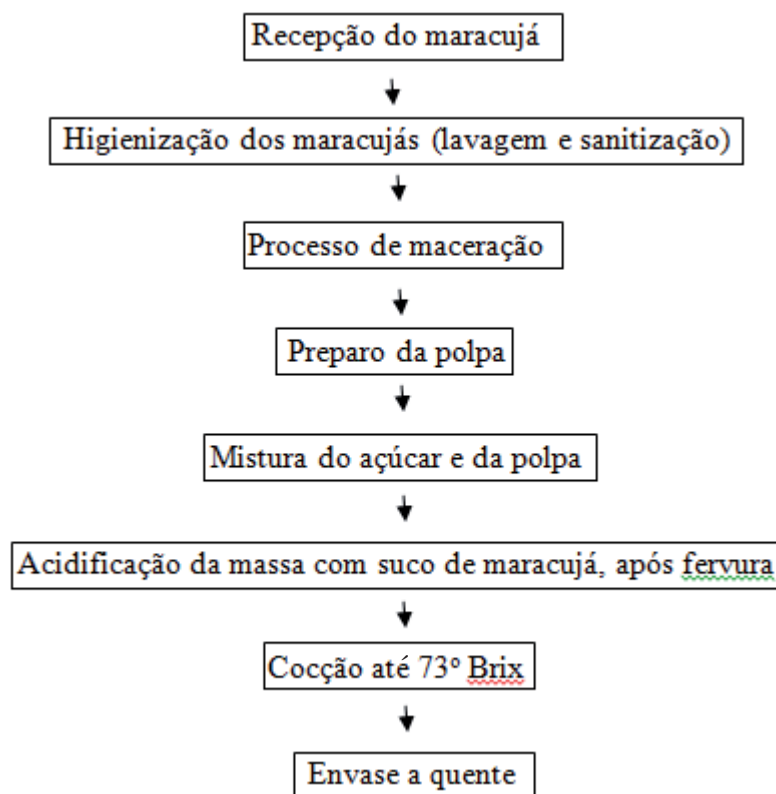 Recepção do maracujá
Higienização dos maracujás (lavagem e sanitização)
Processo de maceração
Preparo da polpa
Mistura do açúcar e da polpa
Acidificação da massa com suco de maracujá, após fervura
Cocção até 73º Brix
Envase a quente